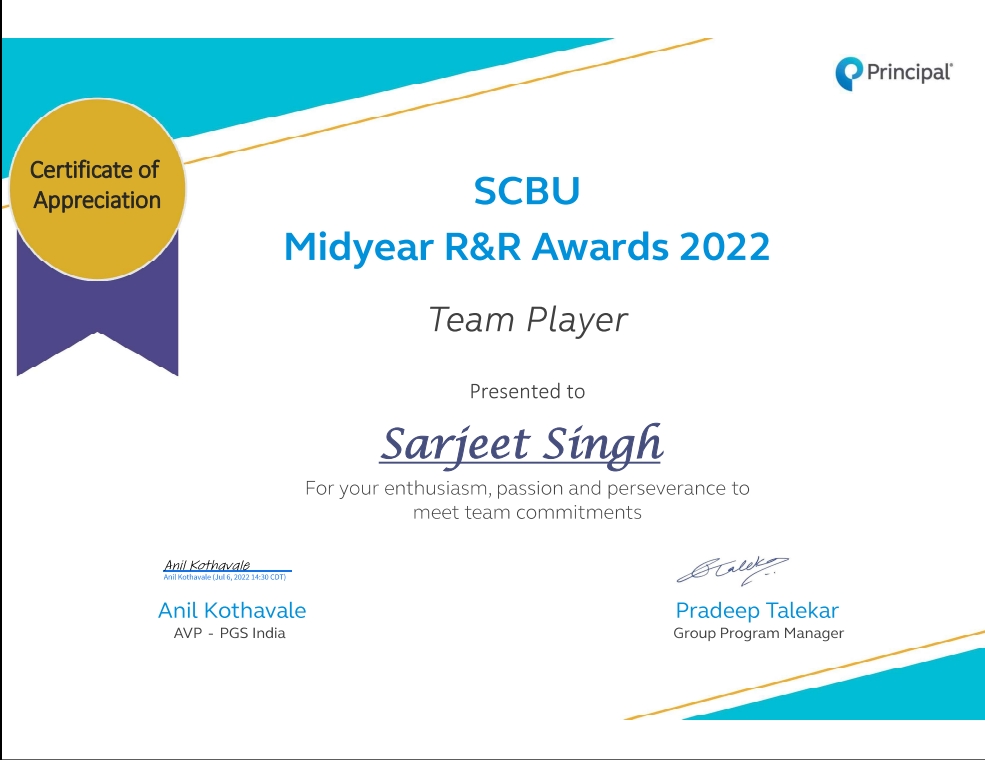 Principal®
Certificate of
Appreciation
SCBU
Midyear R&R Awards 2022
Team Player
Presented to
Sarjeet Singh
For your enthusiasm, passion and perseverance to
meet team commitments
Anil Kothavale
Anil Kothavale (Jul 6, 2022 14:30 CDT)
Anil Kothavale
AVP - PGS India
STalekar
Pradeep Talekar
Group Program Manager